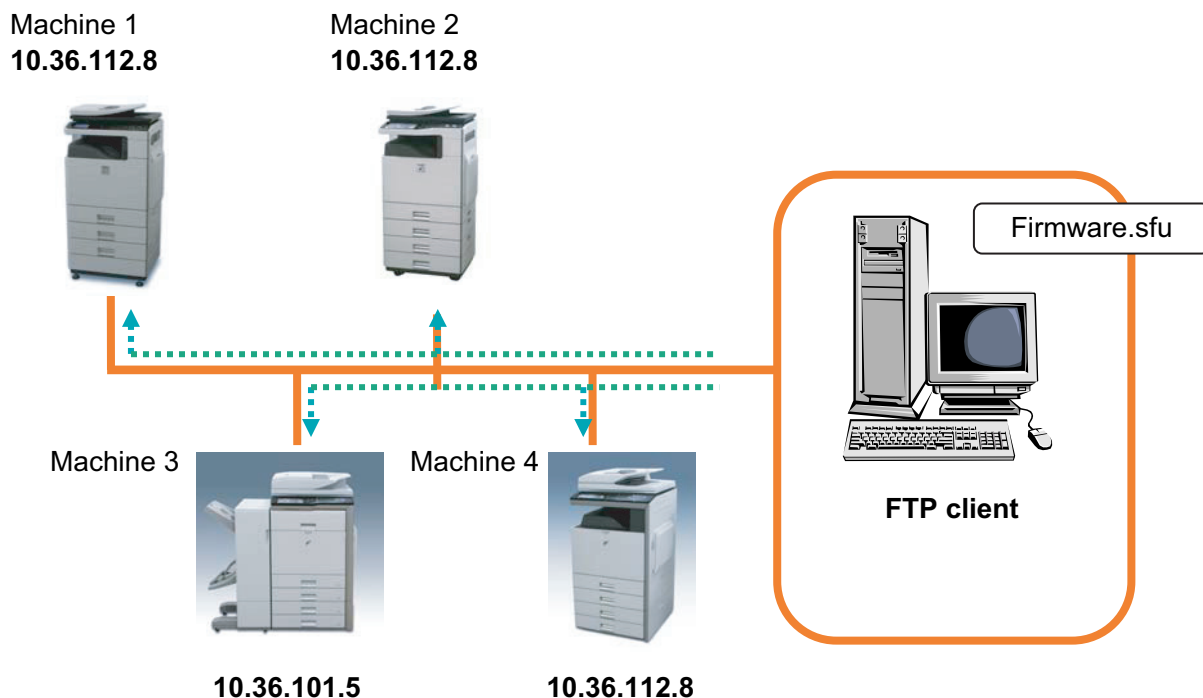 Machine 1
10.36.112.8
Machine 2
10.36.112.8
Firmware.sfu
FTP client
Machine 3
Machine 4
10.36.101.5
10.36.112.8